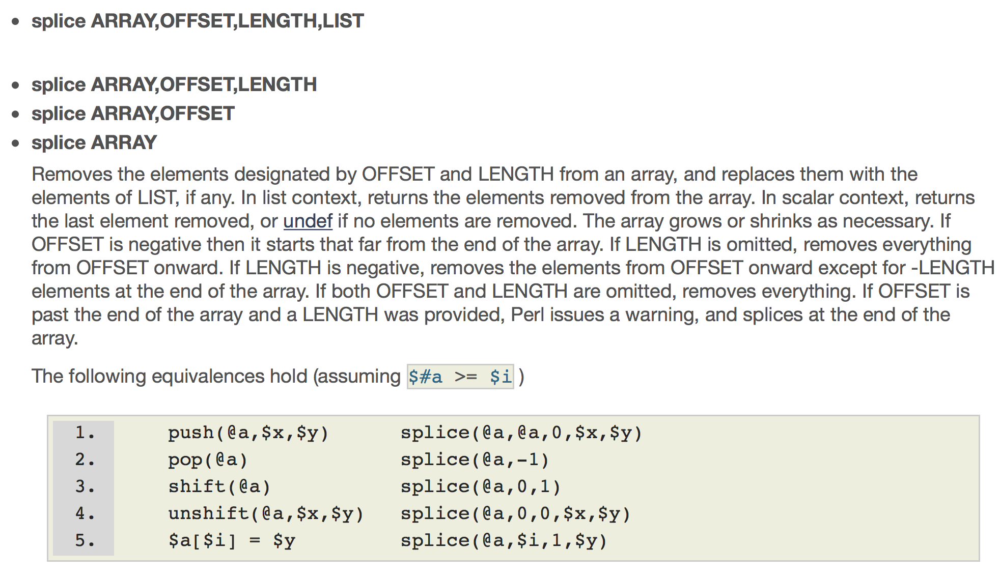 • splice ARRAY,OFFSET,LENGTH,LIST
• splice ARRAY,OFFSET,LENGTH
• splice ARRAY,OFFSET
• splice ARRAY
Removes the elements designated by OFFSET and LENGTH from an array, and replaces them with the
elements of LIST, if any. In list context, returns the elements removed from the array. In scalar context, returns
the last element removed, or undef if no elements are removed. The array grows or shrinks as necessary. If
OFFSET is negative then it starts that far from the end of the array. If LENGTH is omitted, removes everything
from OFFSET onward. If LENGTH is negative, removes the elements from OFFSET onward except for -LENGTH
elements at the end of the array. If both OFFSET and LENGTH are omitted, removes everything. If OFFSET is
past the end of the array and a LENGTH was provided, Perl issues a warning, and splices at the end of the
array.
The following equivalences hold (assuming $#a >= $i )
1. push(@a,$x,$y) splice(@a,@a,0,$x,$y)
2. pop(@a) splice(@a,-1)
3. shift(@a) splice(@a,0,1)
4. unshift(@a,$x,$y) splice(@a,0,0,$x,$y)
5. $a[$i] = $y splice(@a,$i,1,$y)